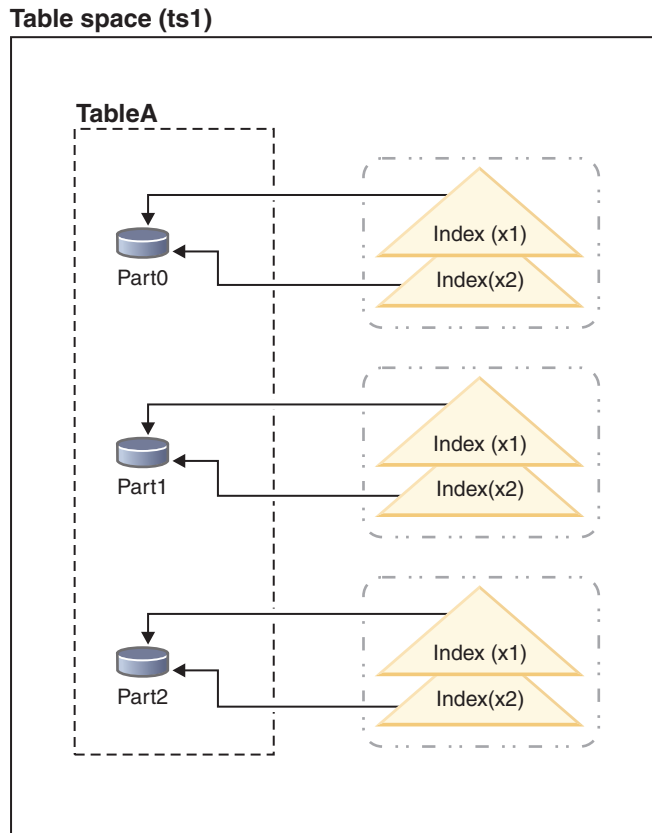 Table space (ts1)
TableA
Index (x1)
Part0
Index(x2)
Index (x1)
Part1
Index(x2)
Index (x1)
Part2
Index(x2)